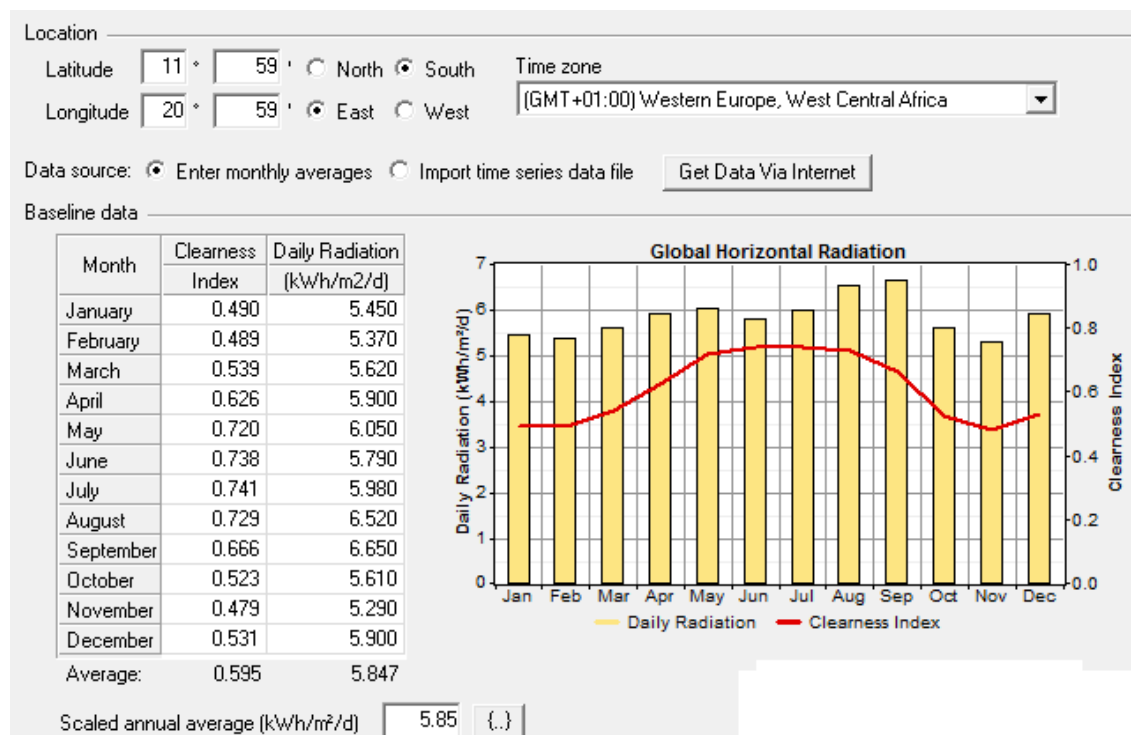 Location
Latitude 11 ° 59 ' North South Time zone
Longitude 20 ° 59 ' East West (GMT+01:00) Western Europe, West Central Africa
Data source: Enter monthly averages Import time series data file Get Data Via Internet
Baseline data
Month Clearness Index Daily Radiation (kWh/m2/d)
January 0.490 5.450
February 0.489 5.370
March 0.539 5.620
April 0.626 5.900
May 0.720 6.050
June 0.738 5.790
July 0.741 5.980
August 0.729 6.520
September 0.666 6.650
October 0.523 5.610
November 0.479 5.290
December 0.531 5.900
Average: 0.595 5.847
Scaled annual average (kWh/m²/d) 5.85 {..}
Global Horizontal Radiation
Daily Radiation (kWh/m²/d)
7
6
5
4
3
2
1
0
1.0
0.8
0.6
0.4
0.2
0.0
Clearness Index
Jan Feb Mar Apr May Jun Jul Aug Sep Oct Nov Dec
Daily Radiation Clearness Index